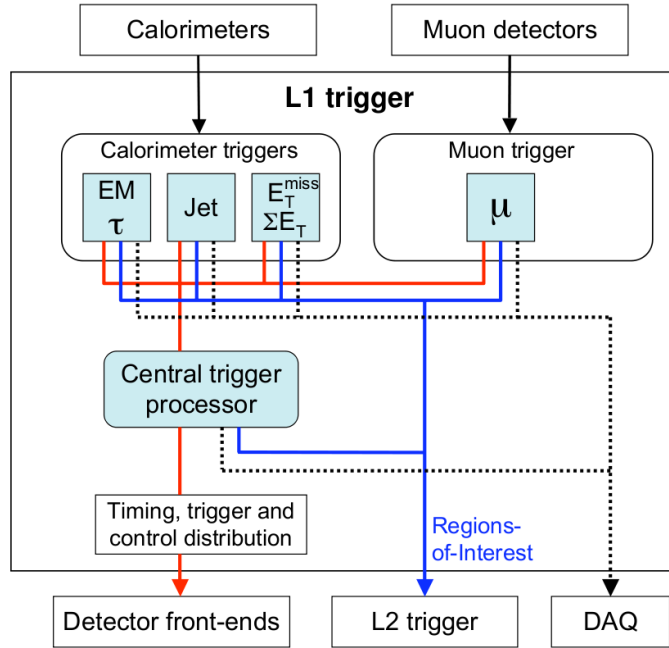 Calorimeters
Muon detectors
L1 trigger
Calorimeter triggers
Muon trigger
EM
τ
Jet
E_T^miss
ΣE_T
μ
Central trigger
processor
Timing, trigger and
control distribution
Regions-
of-Interest
Detector front-ends
L2 trigger
DAQ